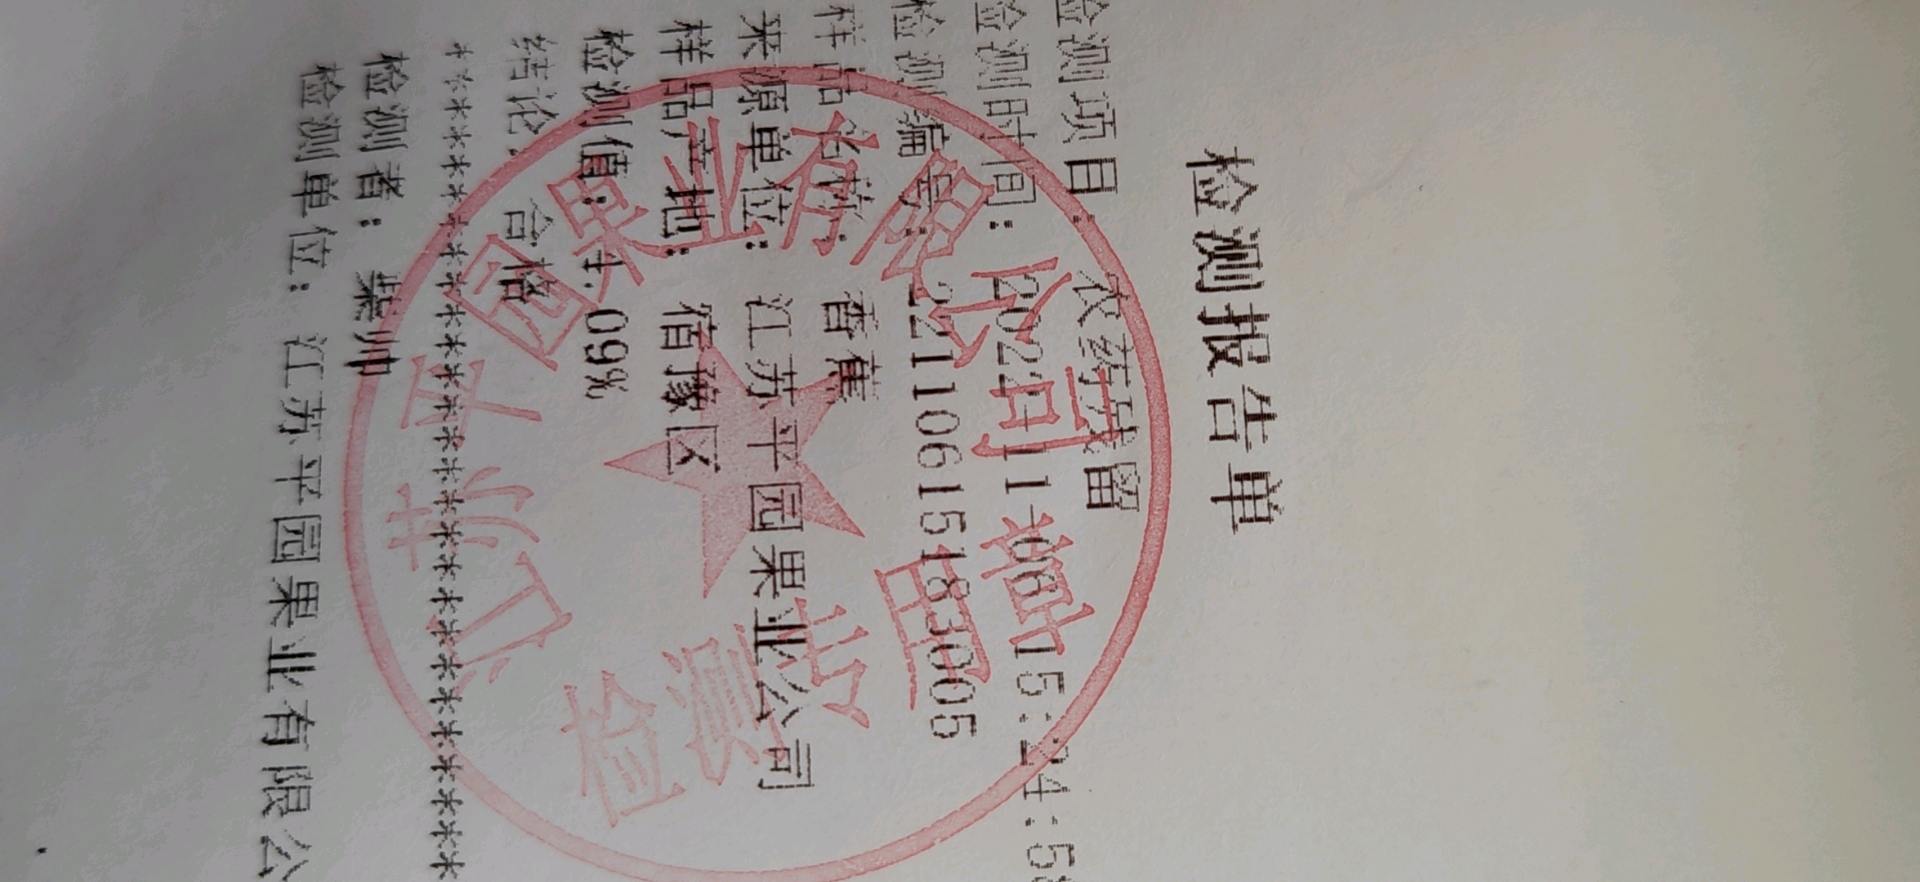 检测报告单
检测项目: 农药残留
检测时间: 2022-11-06 15:24:5
检测编号: 22110615183005
样品名称: 香蕉
来源单位: 江苏平园果业公司
样品产地: 宿豫区
检测值: 4.09%
结论: 合格
********************************
检测者: 柴帅
检测单位: 江苏平园果业有限公
江苏平园果业有限公司
检测专用章